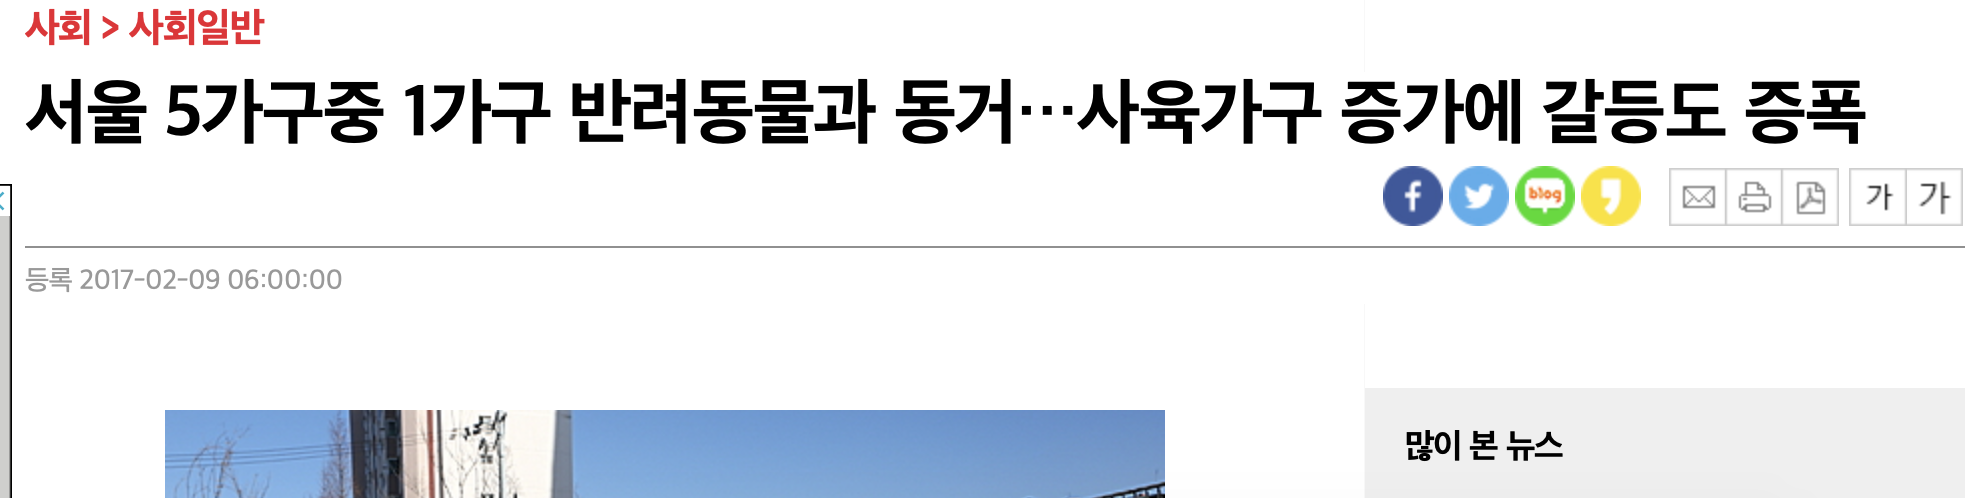 사회 > 사회일반
서울 5가구중 1가구 반려동물과 동거…사육가구 증가에 갈등도 증폭
f
blog
가 가
등록 2017-02-09 06:00:00
많이 본 뉴스